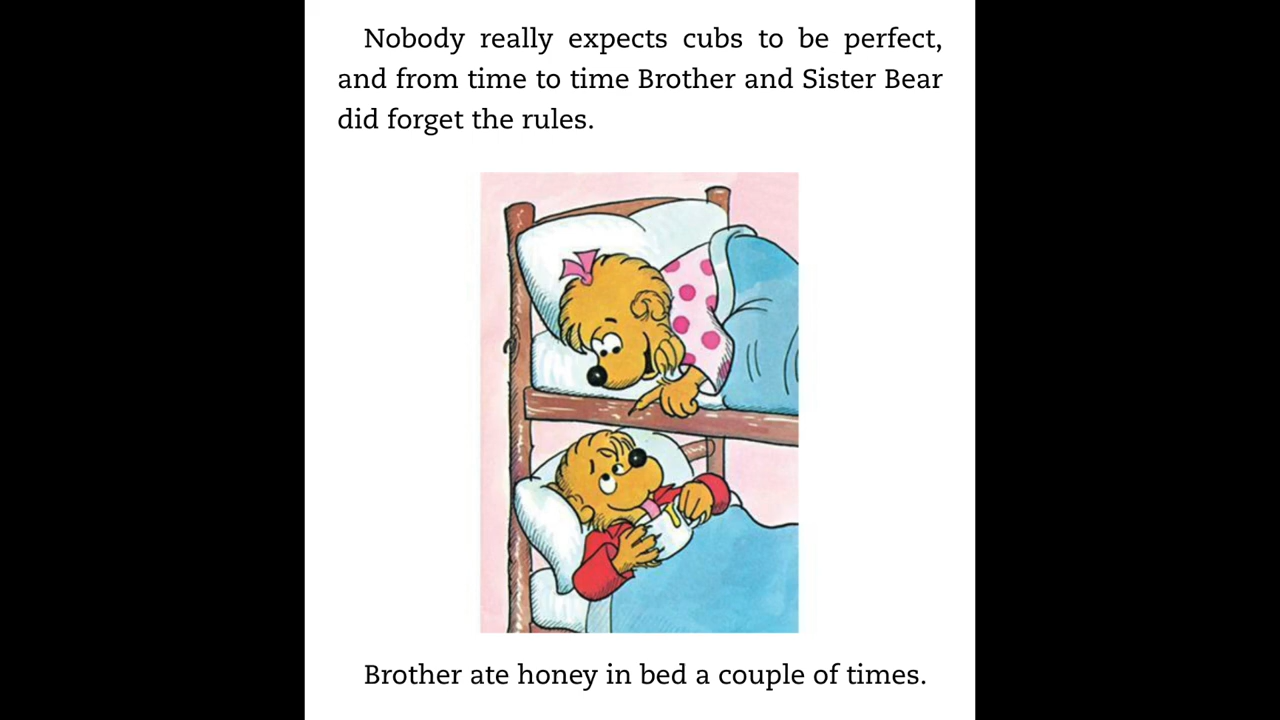 Nobody really expects cubs to be perfect,
and from time to time Brother and Sister Bear
did forget the rules.
Brother ate honey in bed a couple of times.